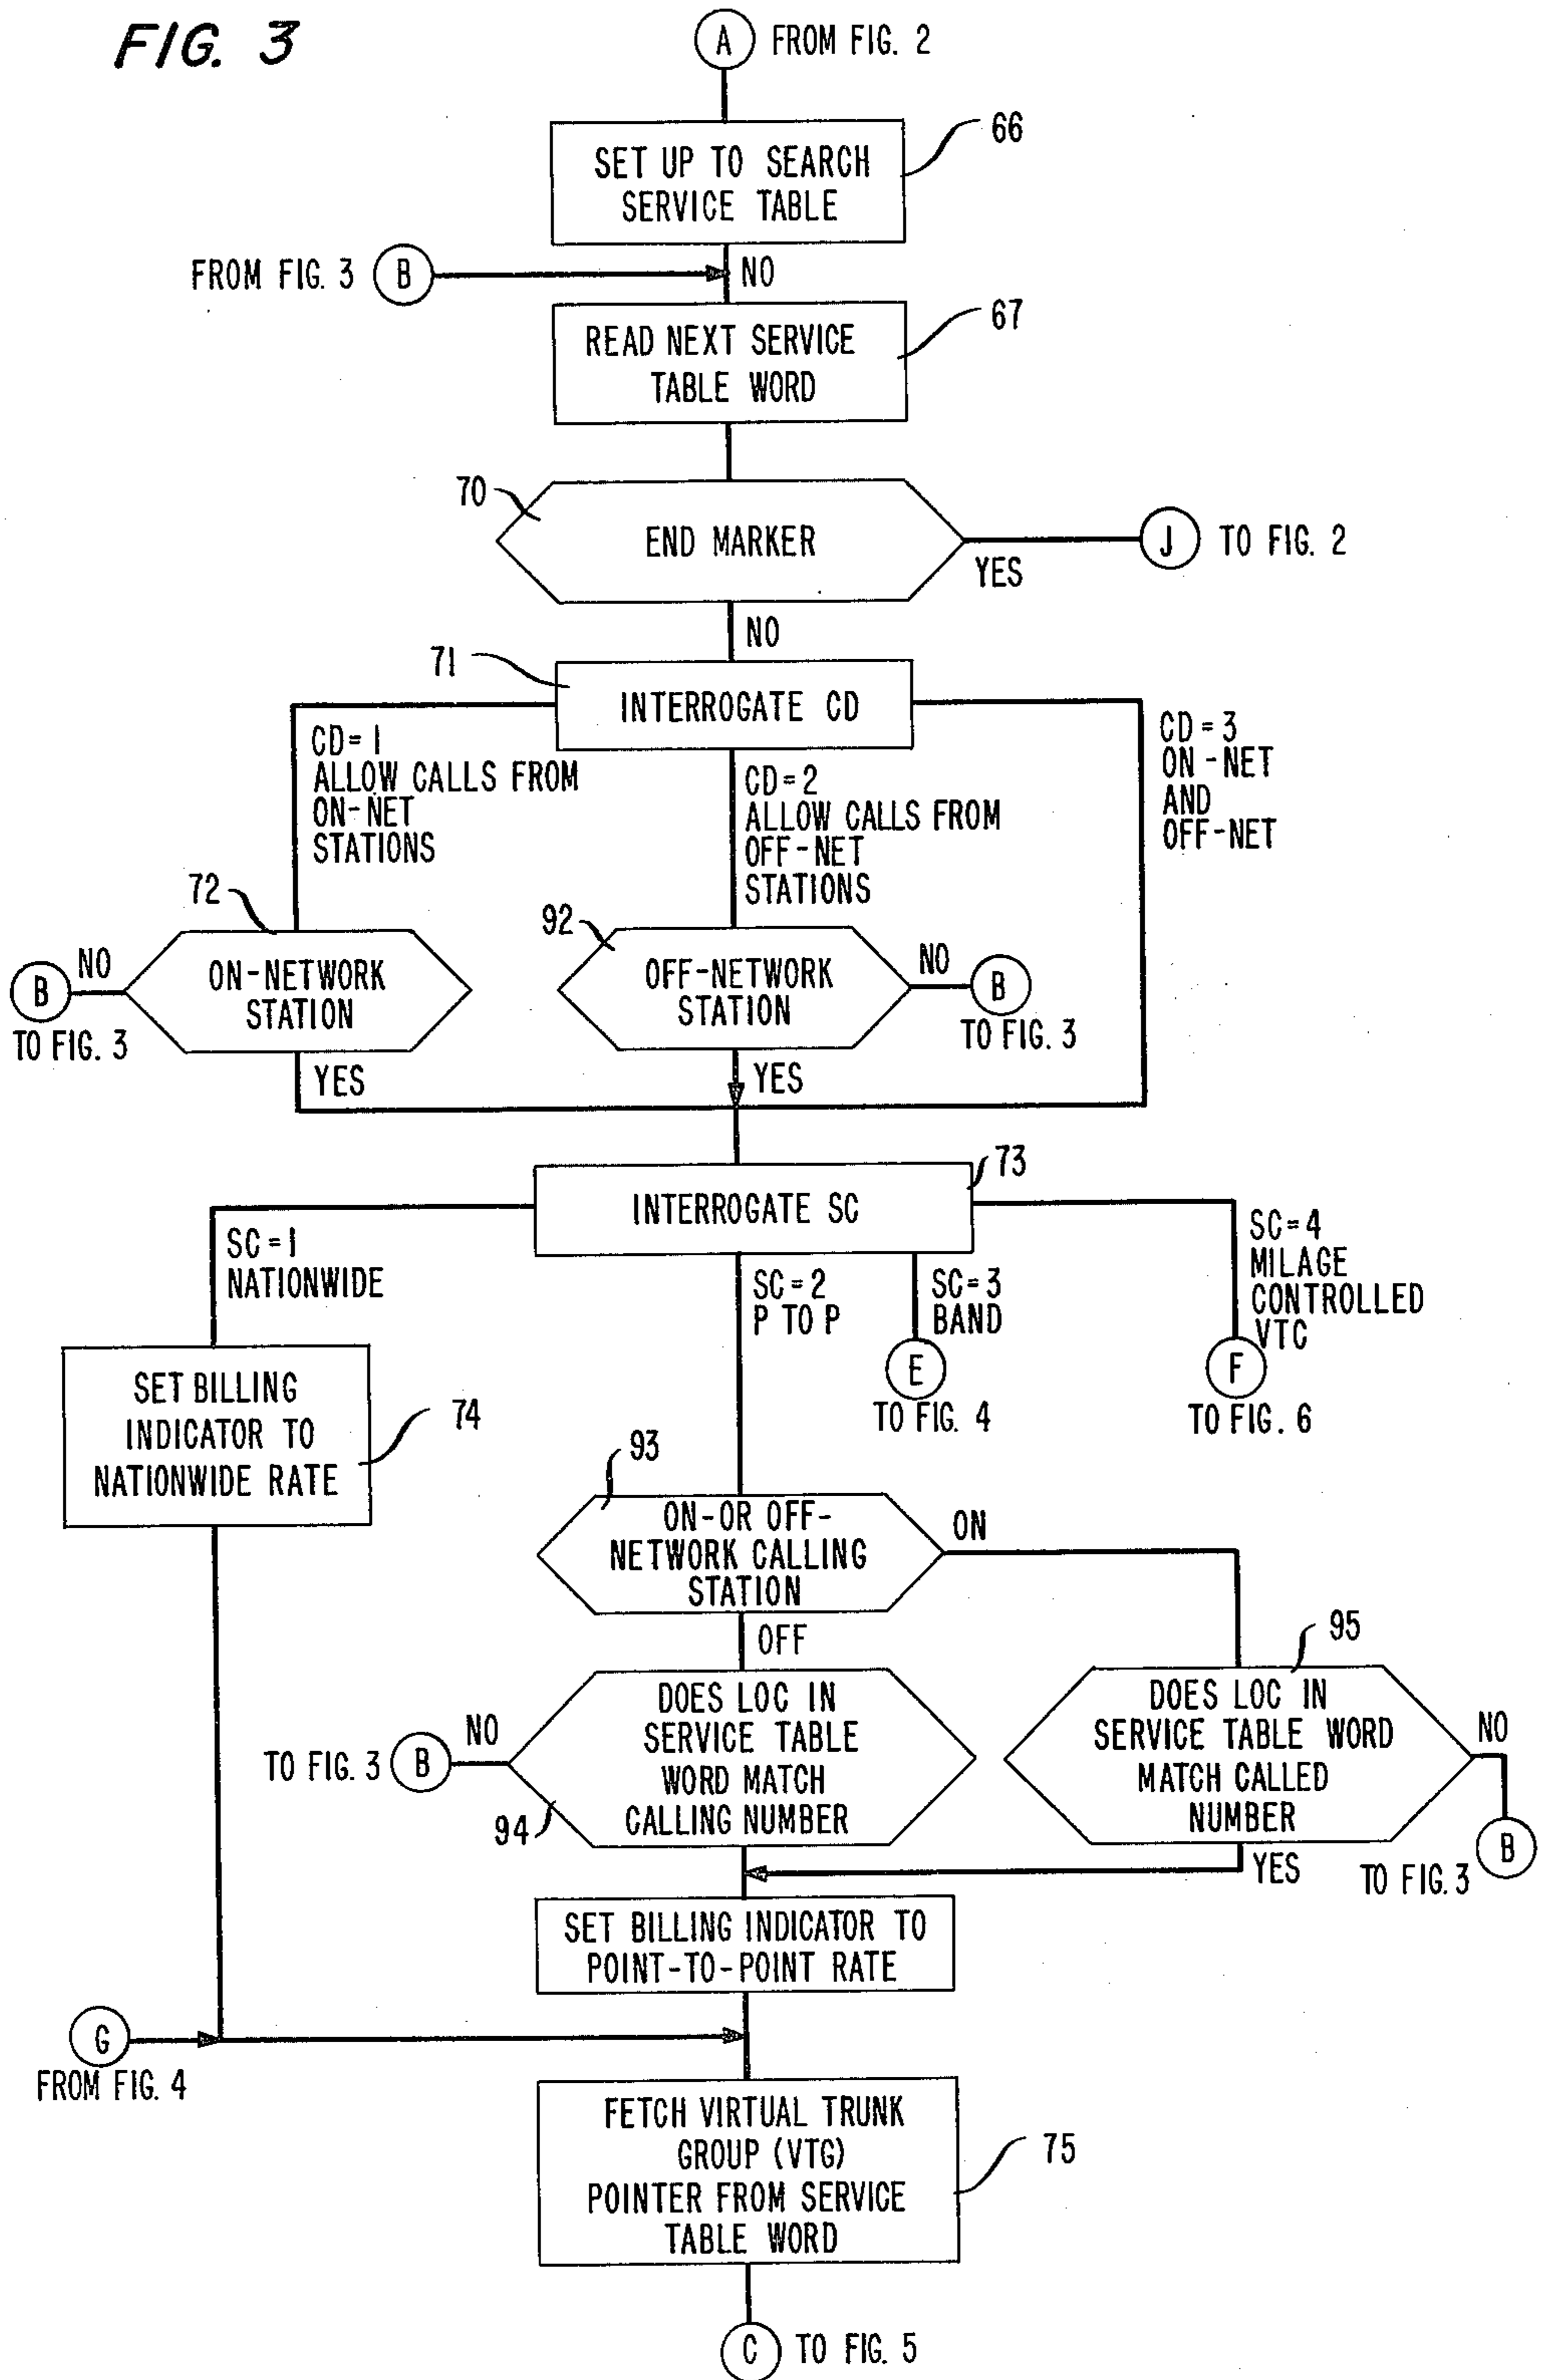 FIG. 3
A FROM FIG. 2
66
SET UP TO SEARCH
SERVICE TABLE
FROM FIG. 3 B
NO
67
READ NEXT SERVICE
TABLE WORD
70
END MARKER
YES
J TO FIG. 2
NO
71
INTERROGATE CD
CD=1
ALLOW CALLS FROM
ON-NET
STATIONS
CD=2
ALLOW CALLS FROM
OFF-NET
STATIONS
CD=3
ON-NET
AND
OFF-NET
72
B NO
TO FIG. 3
ON-NETWORK
STATION
YES
92
OFF-NETWORK
STATION
NO B
TO FIG. 3
YES
73
INTERROGATE SC
SC=1
NATIONWIDE
SC=2
P TO P
SC=3
BAND
E
TO FIG. 4
SC=4
MILAGE
CONTROLLED
VTC
F
TO FIG. 6
SET BILLING
INDICATOR TO
NATIONWIDE RATE
74
93
ON-OR OFF-
NETWORK CALLING
STATION
ON
OFF
TO FIG. 3 B NO
DOES LOC IN
SERVICE TABLE
WORD MATCH
CALLING NUMBER
94
95
DOES LOC IN
SERVICE TABLE WORD
MATCH CALLED
NUMBER
NO
B
TO FIG. 3
YES
SET BILLING INDICATOR TO
POINT-TO-POINT RATE
G
FROM FIG. 4
FETCH VIRTUAL TRUNK
GROUP (VTG)
POINTER FROM SERVICE
TABLE WORD
75
C TO FIG. 5